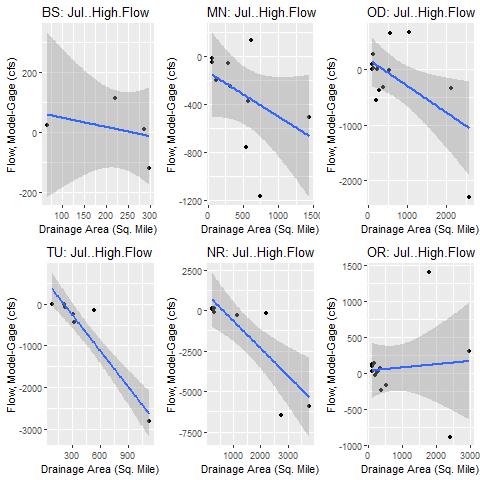 BS: Jul..High.Flow
Flow, Model-Gage (cfs)
200
0
-200
100 150 200 250 300
Drainage Area (Sq. Mile)
MN: Jul..High.Flow
Flow, Model-Gage (cfs)
0
-400
-800
-1200
0 500 1000 1500
Drainage Area (Sq. Mile)
OD: Jul..High.Flow
Flow, Model-Gage (cfs)
0
-1000
-2000
0 1000 2000
Drainage Area (Sq. Mile)
TU: Jul..High.Flow
Flow, Model-Gage (cfs)
0
-1000
-2000
-3000
300 600 900
Drainage Area (Sq. Mile)
NR: Jul..High.Flow
Flow, Model-Gage (cfs)
2500
0
-2500
-5000
-7500
1000 2000 3000
Drainage Area (Sq. Mile)
OR: Jul..High.Flow
Flow, Model-Gage (cfs)
1500
1000
500
0
-500
-1000
0 1000 2000 3000
Drainage Area (Sq. Mile)